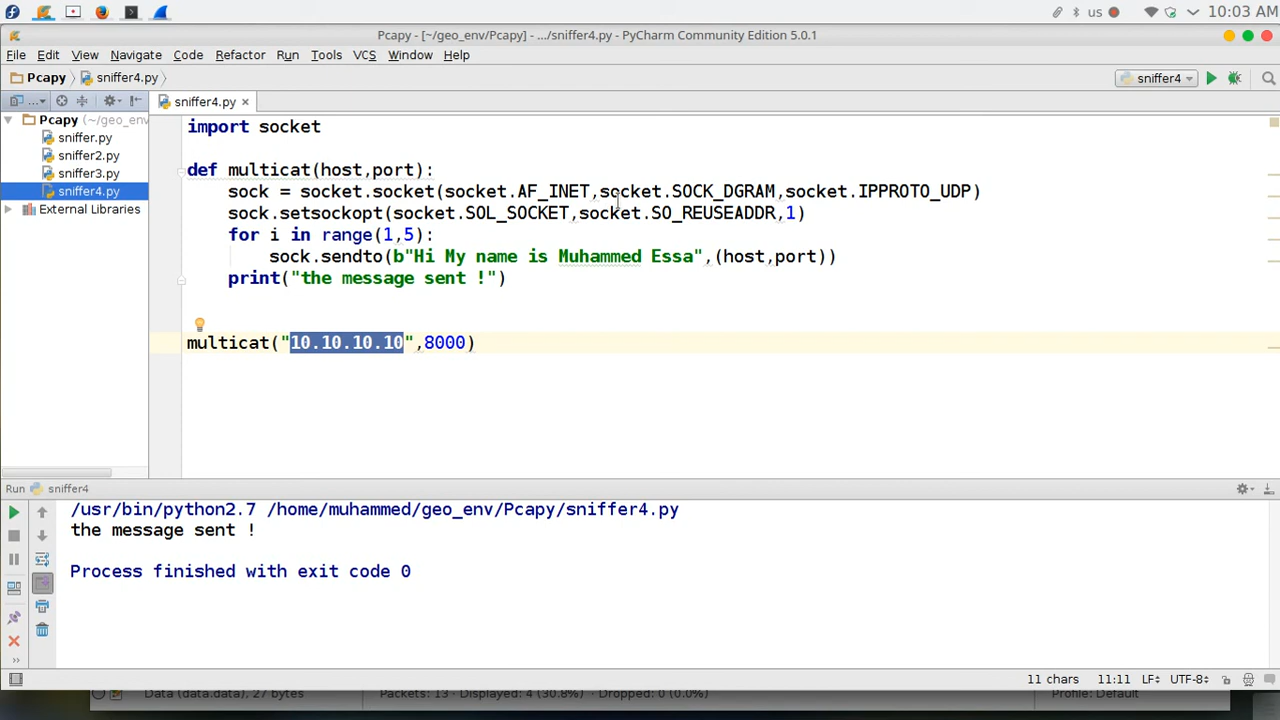 us 10:03 AM
Pcapy - [~/geo_env/Pcapy] - .../sniffer4.py - PyCharm Community Edition 5.0.1
File Edit View Navigate Code Refactor Run Tools VCS Window Help
Pcapy sniffer4.py sniffer4
... sniffer4.py
Pcapy (~/geo_env
sniffer.py
sniffer2.py
sniffer3.py
sniffer4.py
External Libraries
import socket
def multicat(host,port):
sock = socket.socket(socket.AF_INET,socket.SOCK_DGRAM,socket.IPPROTO_UDP)
sock.setsockopt(socket.SOL_SOCKET,socket.SO_REUSEADDR,1)
for i in range(1,5):
sock.sendto(b"Hi My name is Muhammed Essa",(host,port))
print("the message sent !")
multicat("10.10.10.10",8000)
Run sniffer4
/usr/bin/python2.7 /home/muhammed/geo_env/Pcapy/sniffer4.py
the message sent !
Process finished with exit code 0
11 chars 11:11 LF UTF-8
Data (data.data), 27 bytes Packets: 13 · Displayed: 4 (30.8%) · Dropped: 0 (0.0%) Profile: Default